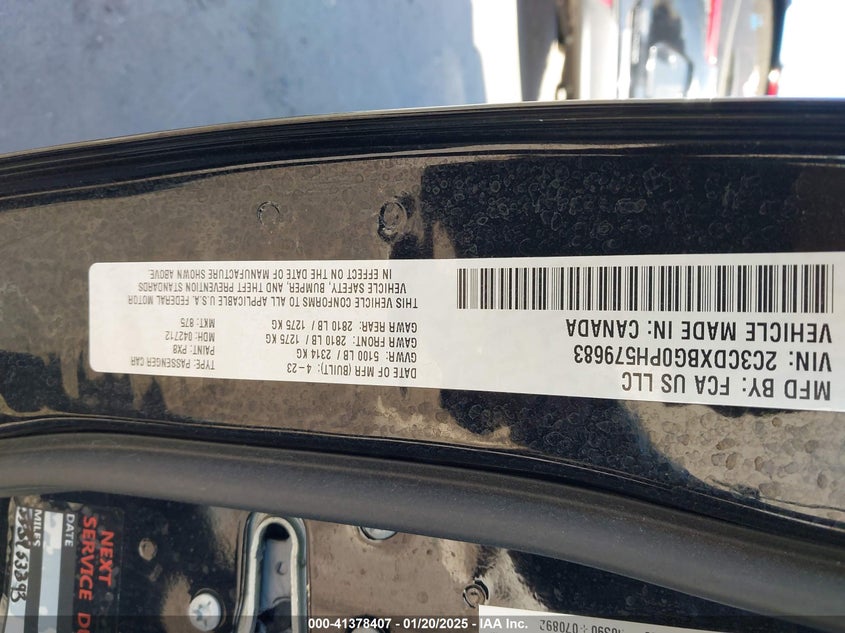 MFD BY: FCA US LLC
VIN: 2C3CDXBG0PH579683
VEHICLE MADE IN: CANADA
DATE OF MFR (BUILT): 4-23
GVWR: 5100 LB / 2314 KG
GAWR FRONT: 2810 LB / 1275 KG
GAWR REAR: 2810 LB / 1275 KG
TYPE: PASSENGER CAR
PAINT: PX8
MDH: 042712
MKT: 875
THIS VEHICLE CONFORMS TO ALL APPLICABLE U.S.A. FEDERAL MOTOR
VEHICLE SAFETY, BUMPER, AND THEFT PREVENTION STANDARDS
IN EFFECT ON THE DATE OF MANUFACTURE SHOWN ABOVE.
NEXT
SERVICE
DATE
MILES
000-41378407 - 01/20/2025 - IAA Inc.